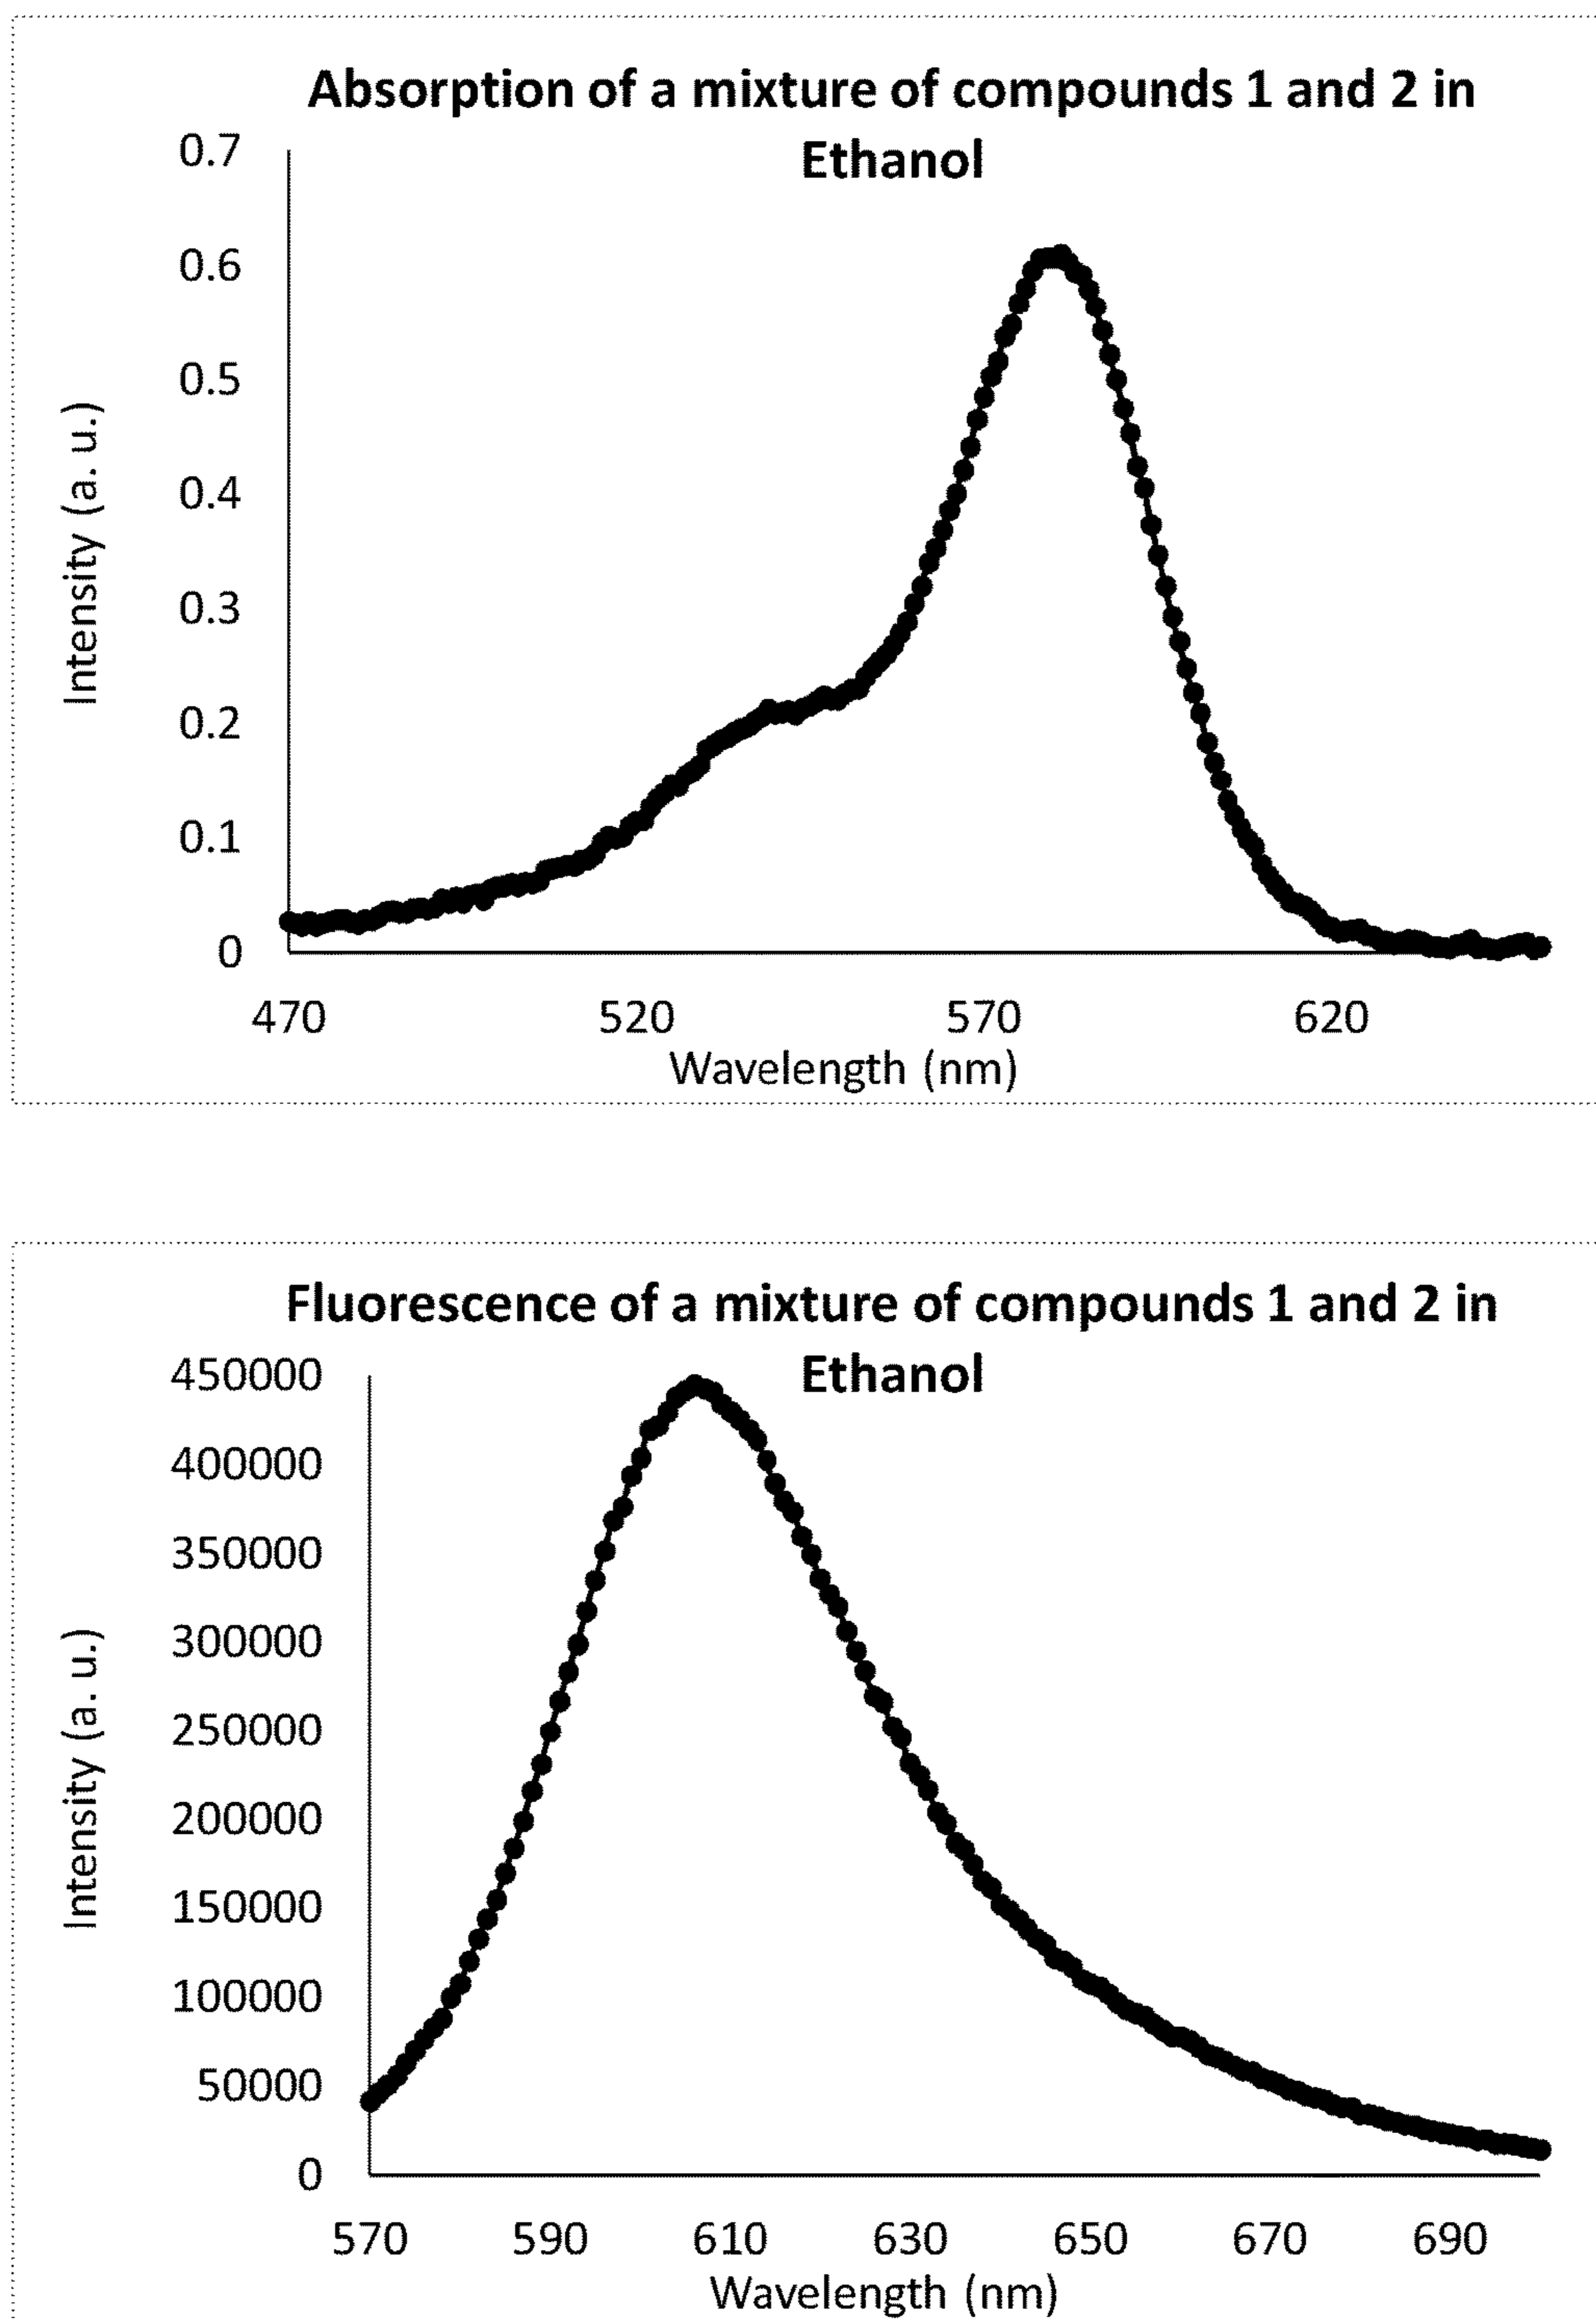 Absorption of a mixture of compounds 1 and 2 in
Ethanol
0.7
0.6
0.5
0.4
0.3
0.2
0.1
0
Intensity (a. u.)
470 520 570 620
Wavelength (nm)
Fluorescence of a mixture of compounds 1 and 2 in
Ethanol
450000
400000
350000
300000
250000
200000
150000
100000
50000
0
Intensity (a. u.)
570 590 610 630 650 670 690
Wavelength (nm)